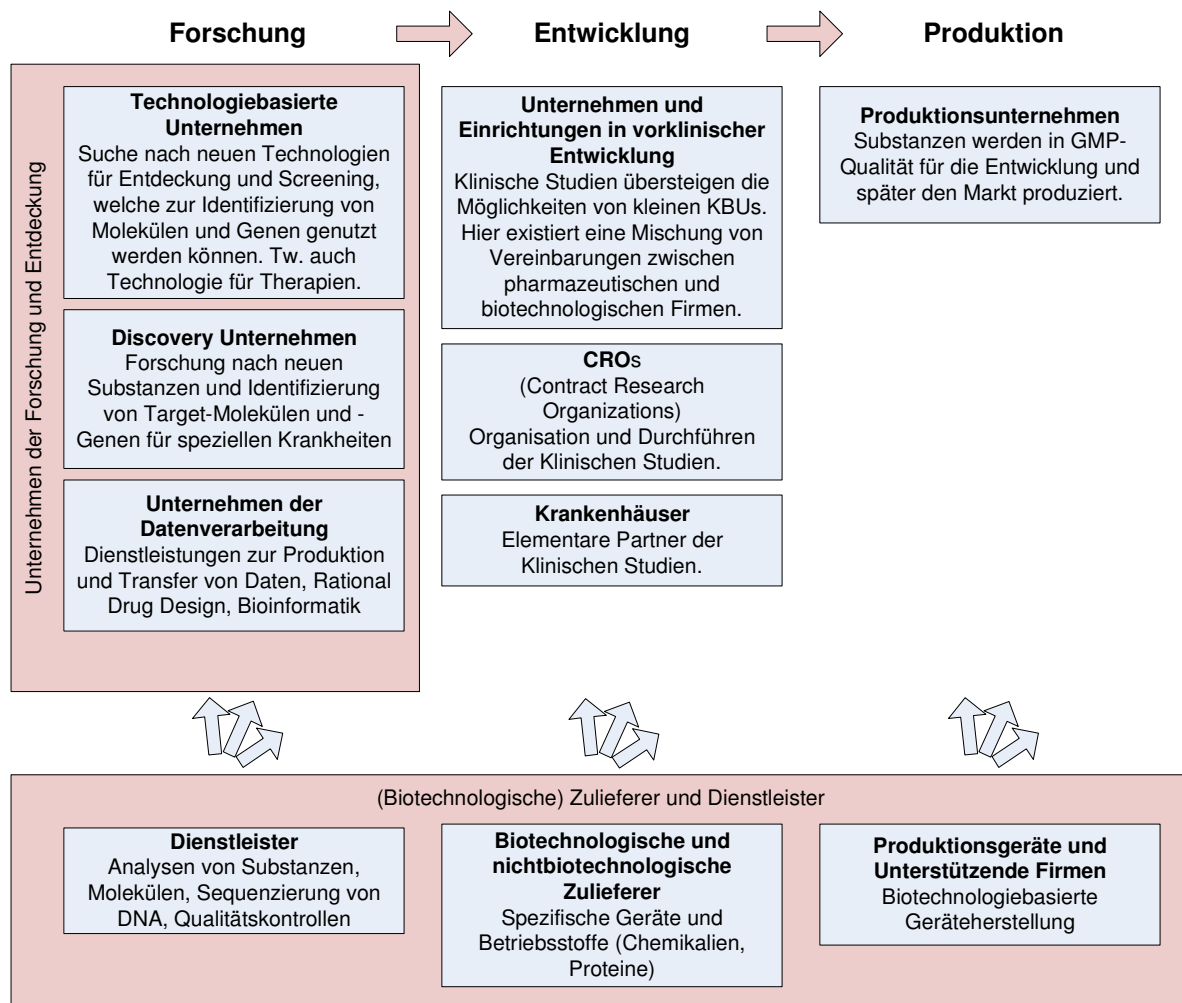 Forschung
Entwicklung
Produktion
Unternehmen der Forschung und Entdeckung
Technologiebasierte
Unternehmen
Suche nach neuen Technologien
für Entdeckung und Screening,
welche zur Identifizierung von
Molekülen und Genen genutzt
werden können. Tw. auch
Technologie für Therapien.
Discovery Unternehmen
Forschung nach neuen
Substanzen und Identifizierung
von Target-Molekülen und -
Genen für speziellen Krankheiten
Unternehmen der
Datenverarbeitung
Dienstleistungen zur Produktion
und Transfer von Daten, Rational
Drug Design, Bioinformatik
Unternehmen und
Einrichtungen in vorklinischer
Entwicklung
Klinische Studien übersteigen die
Möglichkeiten von kleinen KBUs.
Hier existiert eine Mischung von
Vereinbarungen zwischen
pharmazeutischen und
biotechnologischen Firmen.
CROs
(Contract Research
Organizations)
Organisation und Durchführen
der Klinischen Studien.
Krankenhäuser
Elementare Partner der
Klinischen Studien.
Produktionsunternehmen
Substanzen werden in GMP-
Qualität für die Entwicklung und
später den Markt produziert.
(Biotechnologische) Zulieferer und Dienstleister
Dienstleister
Analysen von Substanzen,
Molekülen, Sequenzierung von
DNA, Qualitätskontrollen
Biotechnologische und
nichtbiotechnologische
Zulieferer
Spezifische Geräte und
Betriebsstoffe (Chemikalien,
Proteine)
Produktionsgeräte und
Unterstützende Firmen
Biotechnologiebasierte
Geräteherstellung